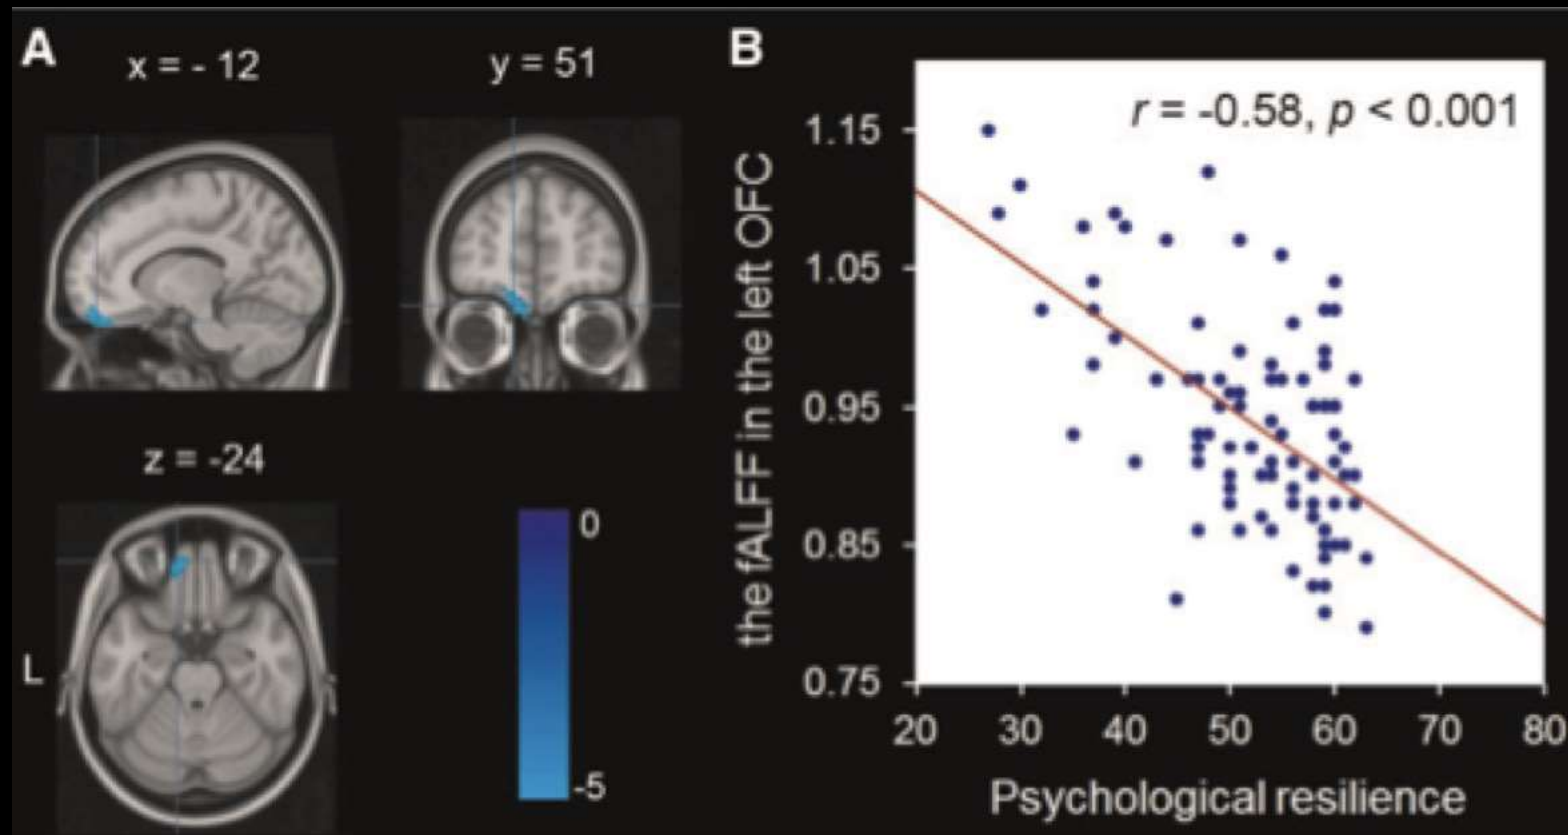 A
x = - 12
y = 51
z = -24
L
0
-5
B
r = -0.58, p < 0.001
the fALFF in the left OFC
1.15
1.05
0.95
0.85
0.75
20 30 40 50 60 70 80
Psychological resilience